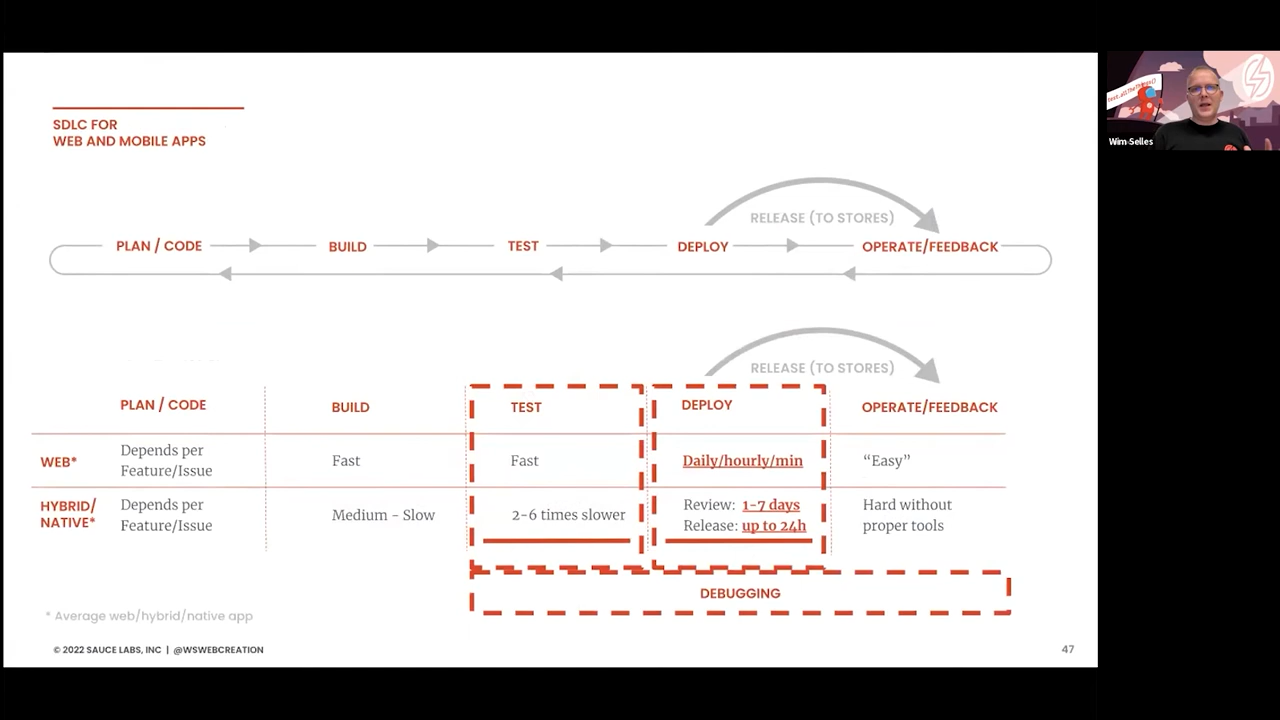 SDLC FOR
WEB AND MOBILE APPS
RELEASE (TO STORES)
PLAN / CODE BUILD TEST DEPLOY OPERATE/FEEDBACK
RELEASE (TO STORES)
PLAN / CODE BUILD TEST DEPLOY OPERATE/FEEDBACK
WEB* Depends per Feature/Issue Fast Fast Daily/hourly/min “Easy”
HYBRID/ NATIVE* Depends per Feature/Issue Medium - Slow 2-6 times slower Review: 1-7 days Release: up to 24h Hard without proper tools
DEBUGGING
* Average web/hybrid/native app
© 2022 SAUCE LABS, INC | @WSWEBCREATION
47
Wim Selles